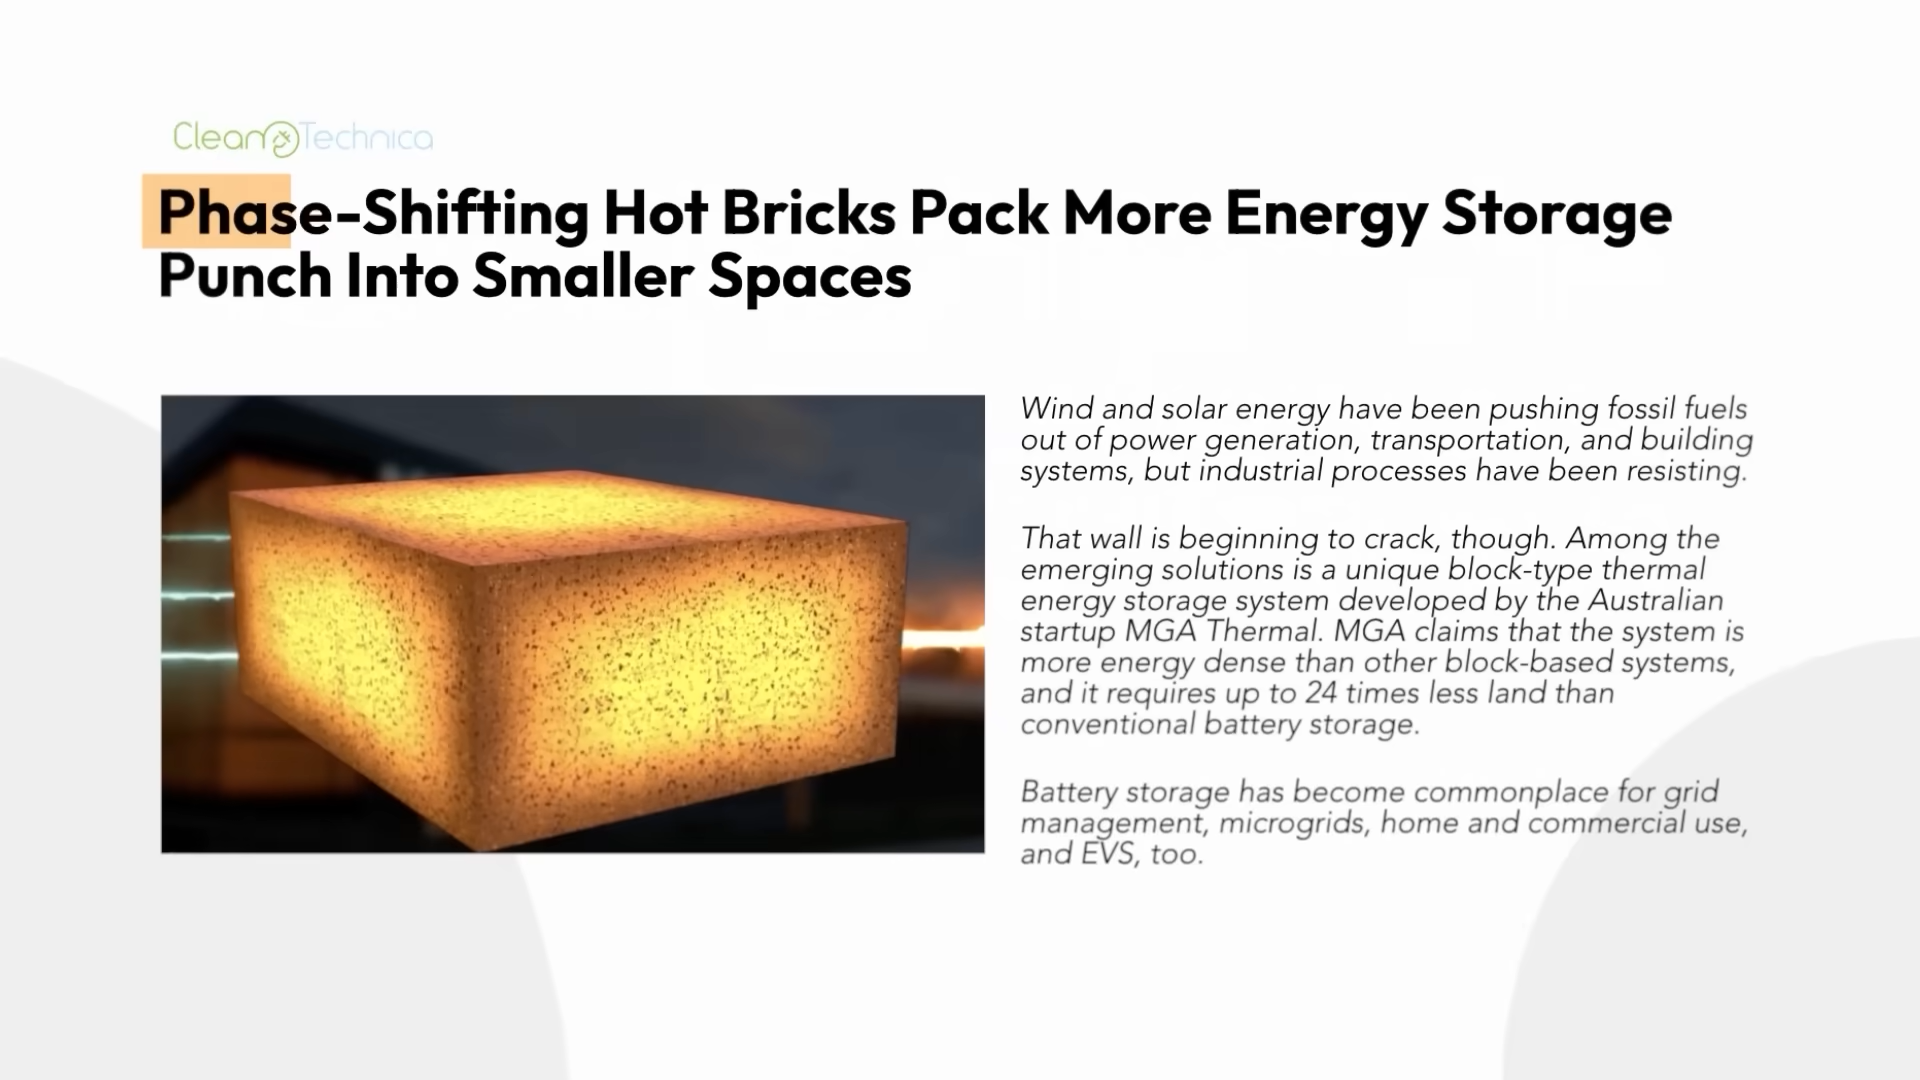 CleanTechnica
Phase-Shifting Hot Bricks Pack More Energy Storage
Punch Into Smaller Spaces
Wind and solar energy have been pushing fossil fuels
out of power generation, transportation, and building
systems, but industrial processes have been resisting.
That wall is beginning to crack, though. Among the
emerging solutions is a unique block-type thermal
energy storage system developed by the Australian
startup MGA Thermal. MGA claims that the system is
more energy dense than other block-based systems,
and it requires up to 24 times less land than
conventional battery storage.
Battery storage has become commonplace for grid
management, microgrids, home and commercial use,
and EVS, too.